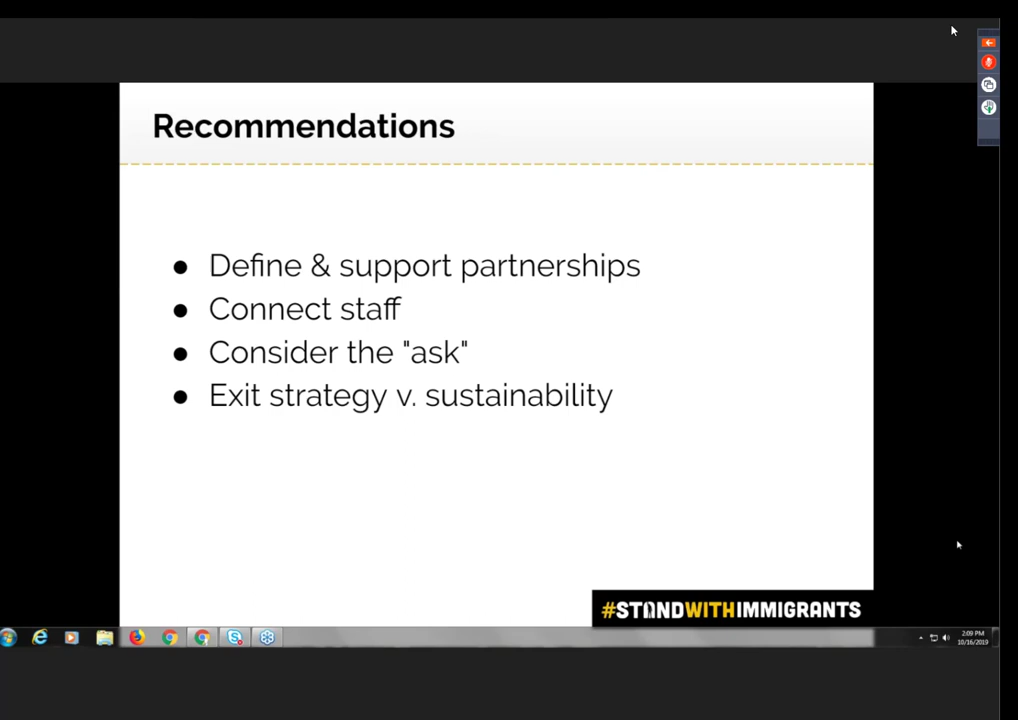 Recommendations
● Define & support partnerships
● Connect staff
● Consider the "ask"
● Exit strategy v. sustainability
#STANDWITHIMMIGRANTS
2:09 PM
10/16/2019